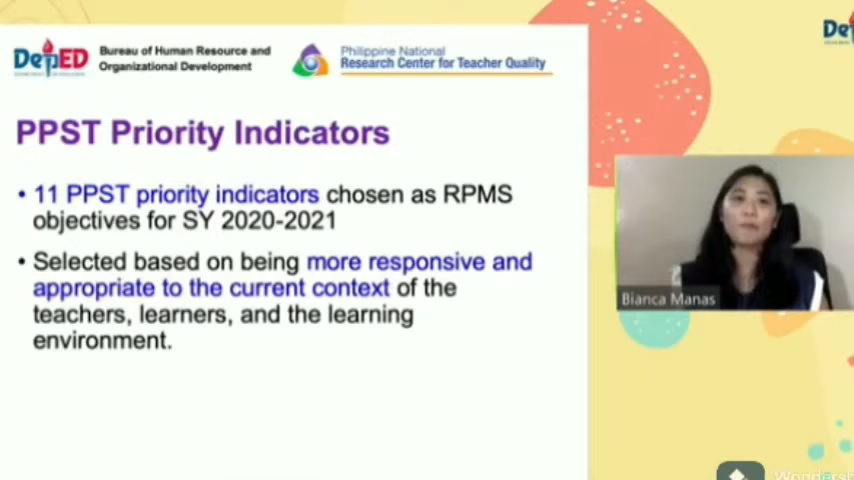 DepED
Bureau of Human Resource and
Organizational Development
Philippine National
Research Center for Teacher Quality
PPST Priority Indicators
• 11 PPST priority indicators chosen as RPMS
objectives for SY 2020-2021
• Selected based on being more responsive and
appropriate to the current context of the
teachers, learners, and the learning
environment.
Bianca Manas